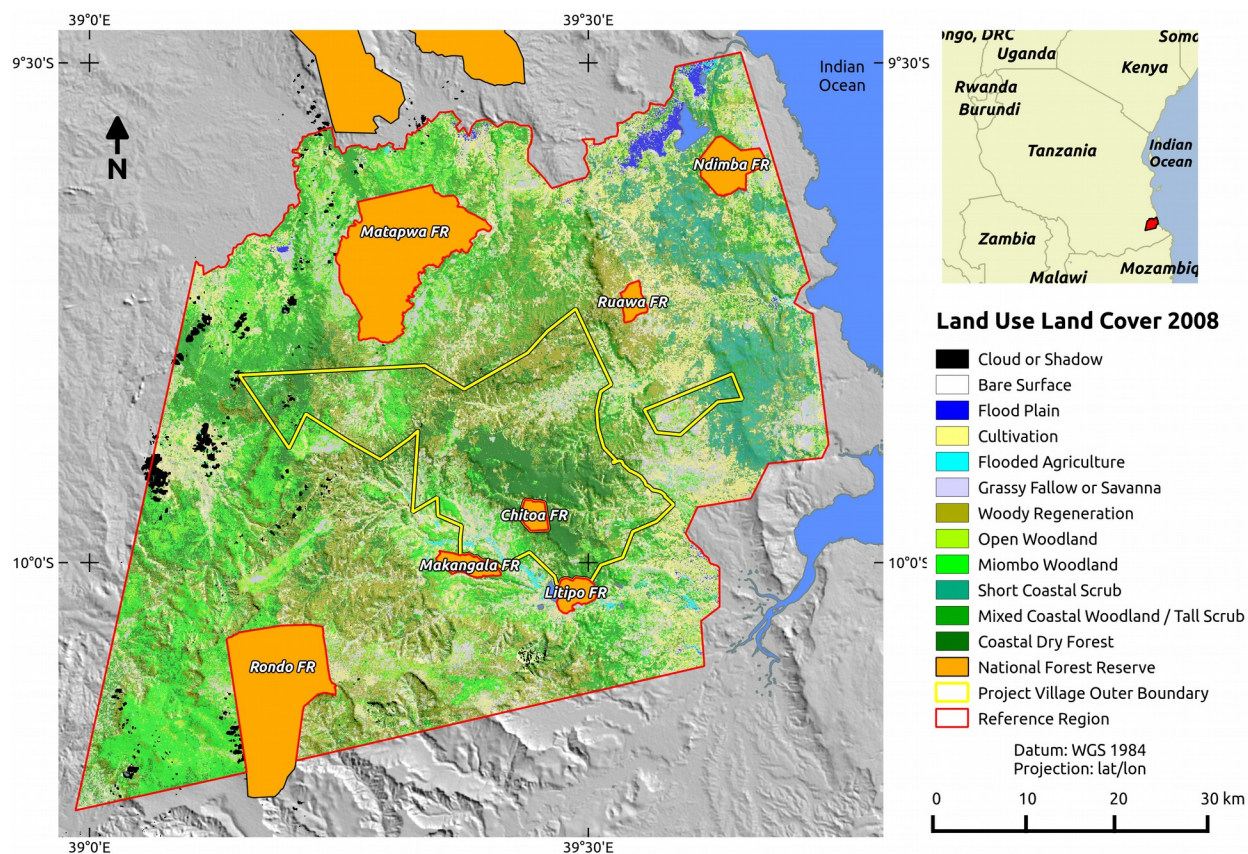 39°0'E
39°30'E
9°30'S
9°30'S
Indian
Ocean
N
Ndimba FR
Matapwa FR
Ruawa FR
Chitoa FR
Makangala FR
Litipo FR
Rondo FR
10°0'S
10°0'S
39°0'E
39°30'E
ongo, DRC
Uganda
Soma
Kenya
Rwanda
Burundi
Tanzania
Indian
Ocean
Zambia
Malawi
Mozambiq
Land Use Land Cover 2008
Cloud or Shadow
Bare Surface
Flood Plain
Cultivation
Flooded Agriculture
Grassy Fallow or Savanna
Woody Regeneration
Open Woodland
Miombo Woodland
Short Coastal Scrub
Mixed Coastal Woodland / Tall Scrub
Coastal Dry Forest
National Forest Reserve
Project Village Outer Boundary
Reference Region
Datum: WGS 1984
Projection: lat/lon
0 10 20 30 km